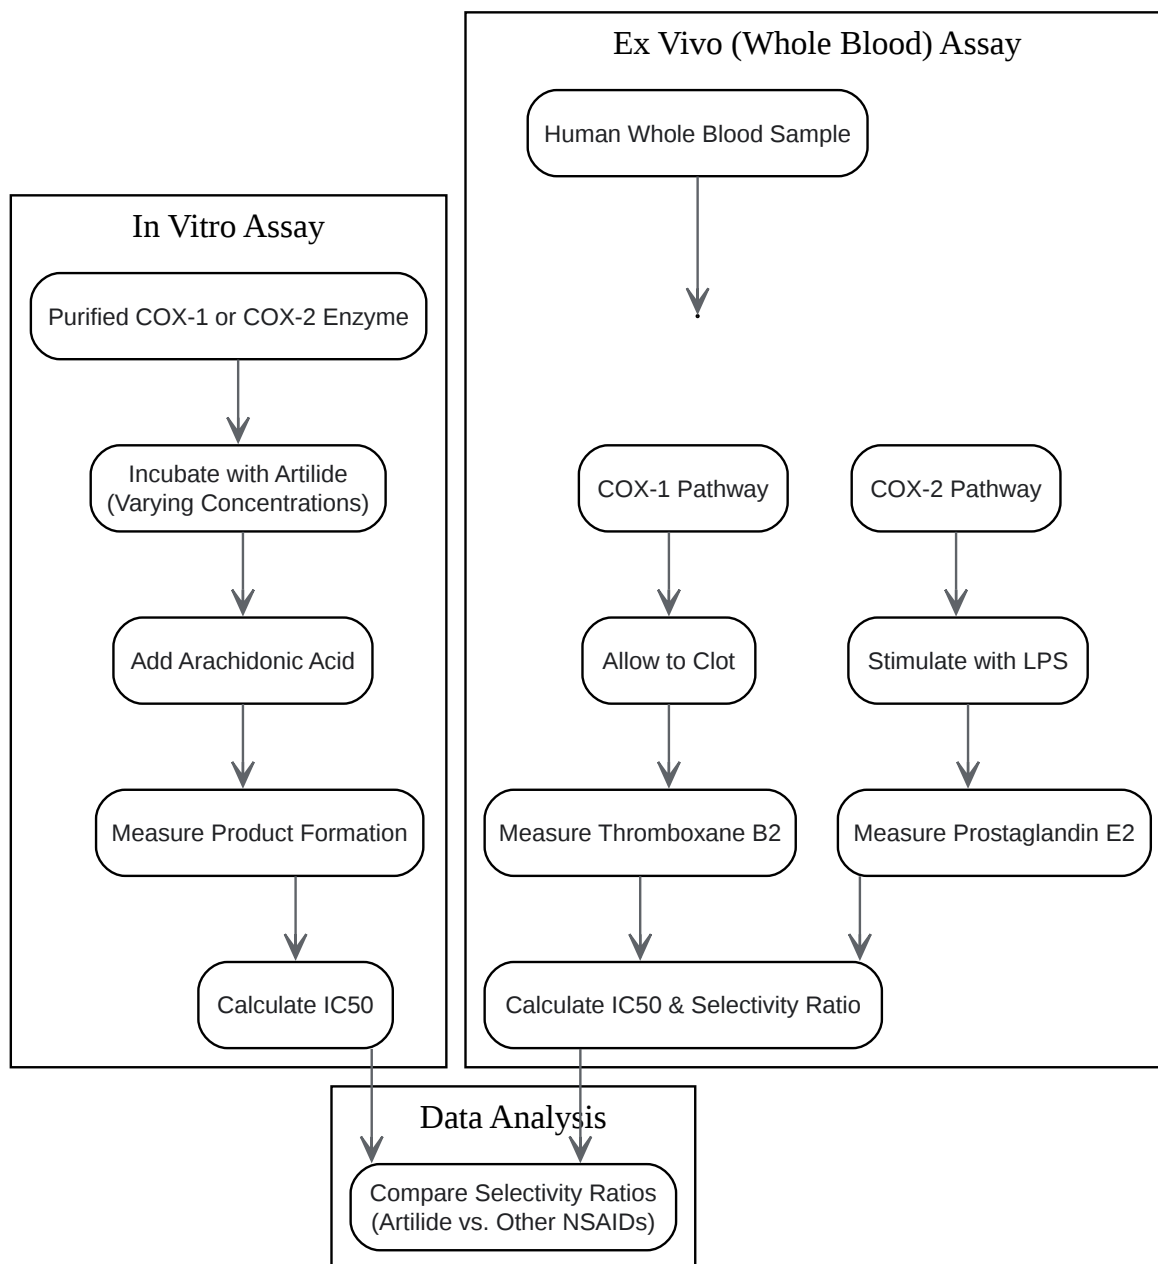 Ex Vivo (Whole Blood) Assay
Human Whole Blood Sample
In Vitro Assay
Purified COX-1 or COX-2 Enzyme
Incubate with Artilide
(Varying Concentrations)
COX-1 Pathway
COX-2 Pathway
Add Arachidonic Acid
Allow to Clot
Stimulate with LPS
Measure Product Formation
Measure Thromboxane B2
Measure Prostaglandin E2
Calculate IC50
Calculate IC50 & Selectivity Ratio
Data Analysis
Compare Selectivity Ratios
(Artilide vs. Other NSAIDs)